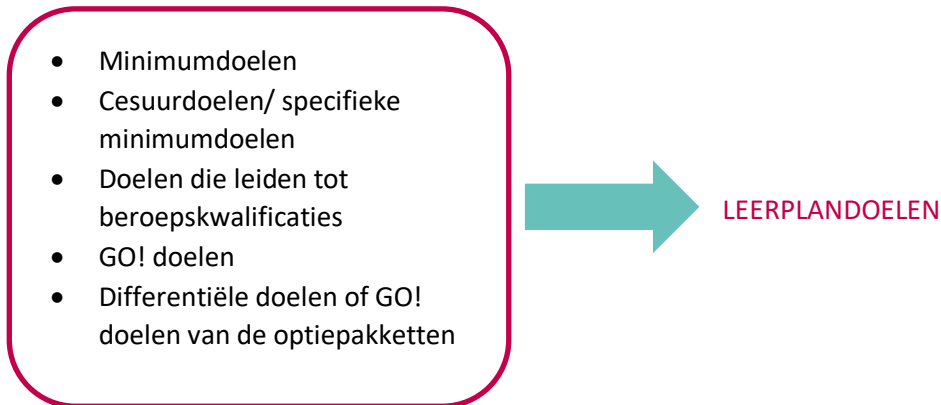 • Minimumdoelen
• Cesuurdoelen/ specifieke
minimumdoelen
• Doelen die leiden tot
beroepskwalificaties
• GO! doelen
• Differentiële doelen of GO!
doelen van de optiepakketten
LEERPLANDOELEN